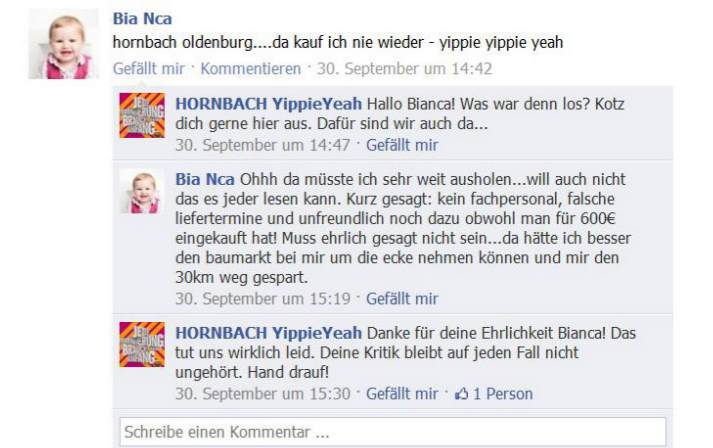 Bia Nca
hornbach oldenburg....da kauf ich nie wieder - yippie yippie yeah
Gefällt mir · Kommentieren · 30. September um 14:42
HORNBACH YippieYeah Hallo Bianca! Was war denn los? Kotz
dich gerne hier aus. Dafür sind wir auch da...
30. September um 14:47 · Gefällt mir
Bia Nca Ohhh da müsste ich sehr weit ausholen...will auch nicht
das es jeder lesen kann. Kurz gesagt: kein fachpersonal, falsche
liefertermine und unfreundlich noch dazu obwohl man für 600€
eingekauft hat! Muss ehrlich gesagt nicht sein...da hätte ich besser
den baumarkt bei mir um die ecke nehmen können und mir den
30km weg gespart.
30. September um 15:19 · Gefällt mir
HORNBACH YippieYeah Danke für deine Ehrlichkeit Bianca! Das
tut uns wirklich leid. Deine Kritik bleibt auf jeden Fall nicht
ungehört. Hand drauf!
30. September um 15:30 · Gefällt mir · 1 Person
Schreibe einen Kommentar ...